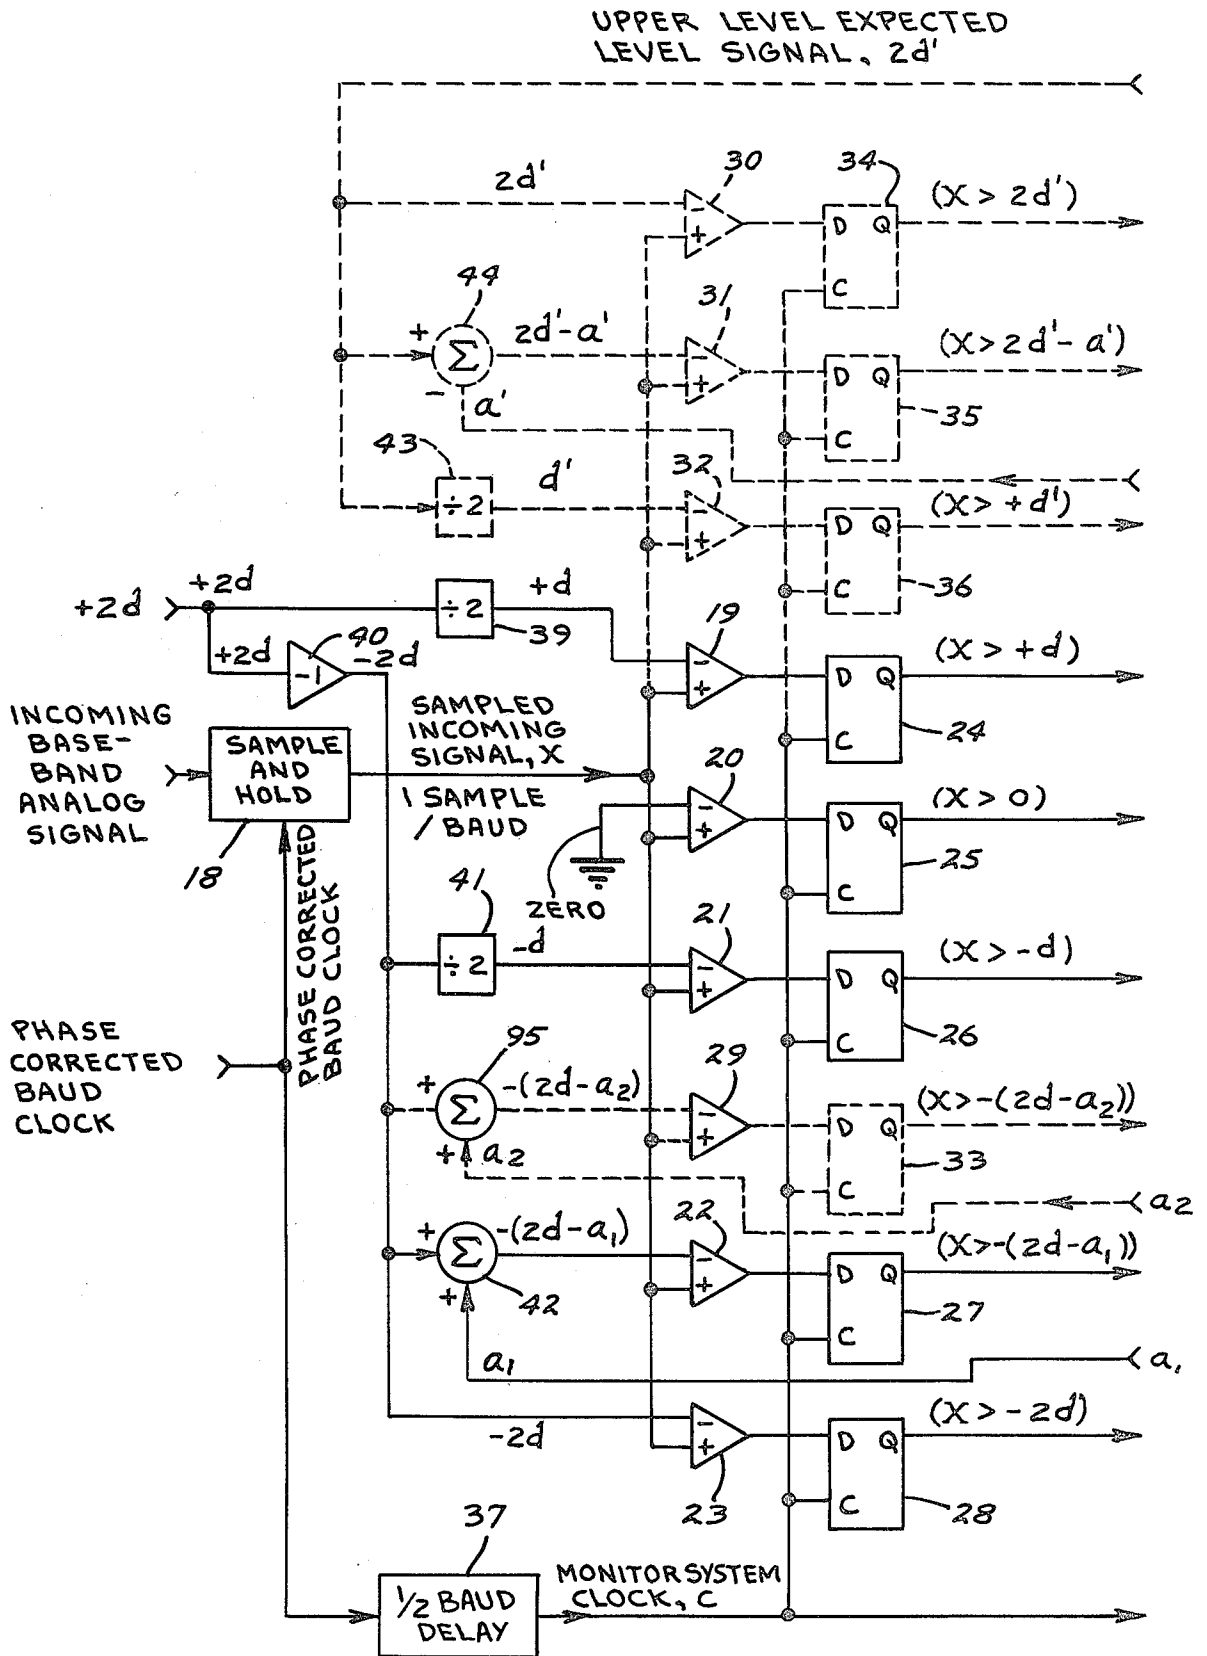 UPPER LEVEL EXPECTED
LEVEL SIGNAL, 2d'
2d'
-
+
30
D Q
C
34
(X > 2d')
44
+
Σ
-
2d'-a'
a'
-
+
31
D Q
C
35
(X > 2d'-a')
43
÷2
d'
-
+
32
D Q
C
36
(X > +d')
+2d
+2d
÷2
39
+d
+2d
-1
40
-2d
-
+
19
D Q
C
24
(X > +d)
INCOMING
BASE-
BAND
ANALOG
SIGNAL
SAMPLE
AND
HOLD
18
SAMPLED
INCOMING
SIGNAL, X
1 SAMPLE
/ BAUD
PHASE CORRECTED
BAUD CLOCK
ZERO
-
+
20
D Q
C
25
(X > 0)
41
÷2
-d
-
+
21
D Q
C
26
(X > -d)
PHASE
CORRECTED
BAUD
CLOCK
95
+
Σ
+
a2
-(2d-a2)
-
+
29
D Q
C
33
(X>-(2d-a2))
a2
+
Σ
+
42
-(2d-a1)
a1
-
+
22
D Q
C
27
(X>-(2d-a1))
a1
-2d
-
+
23
D Q
C
28
(X > -2d)
37
1/2 BAUD
DELAY
MONITOR SYSTEM
CLOCK, C